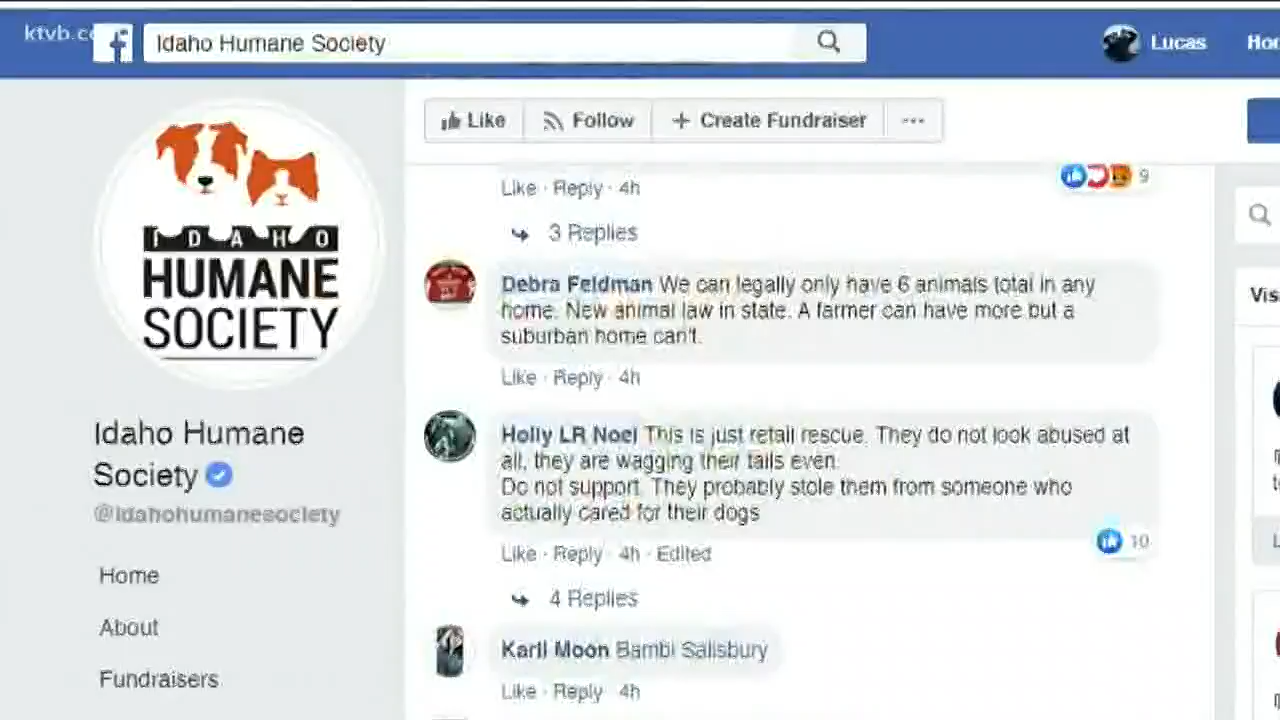 ktvb.c
f
Idaho Humane Society
Lucas
Like
Follow
+ Create Fundraiser
...
IDAHO
HUMANE
SOCIETY
Idaho Humane
Society
@idahohumanesociety
Home
About
Fundraisers
Like · Reply · 4h
9
3 Replies
Debra Feldman We can legally only have 6 animals total in any
home. New animal law in state. A farmer can have more but a
suburban home can't.
Like · Reply · 4h
Holly LR Noel This is just retail rescue. They do not look abused at
all, they are wagging their tails even.
Do not support. They probably stole them from someone who
actually cared for their dogs
10
Like · Reply · 4h · Edited
4 Replies
Karli Moon Bambi Salisbury
Like · Reply · 4h
Vis